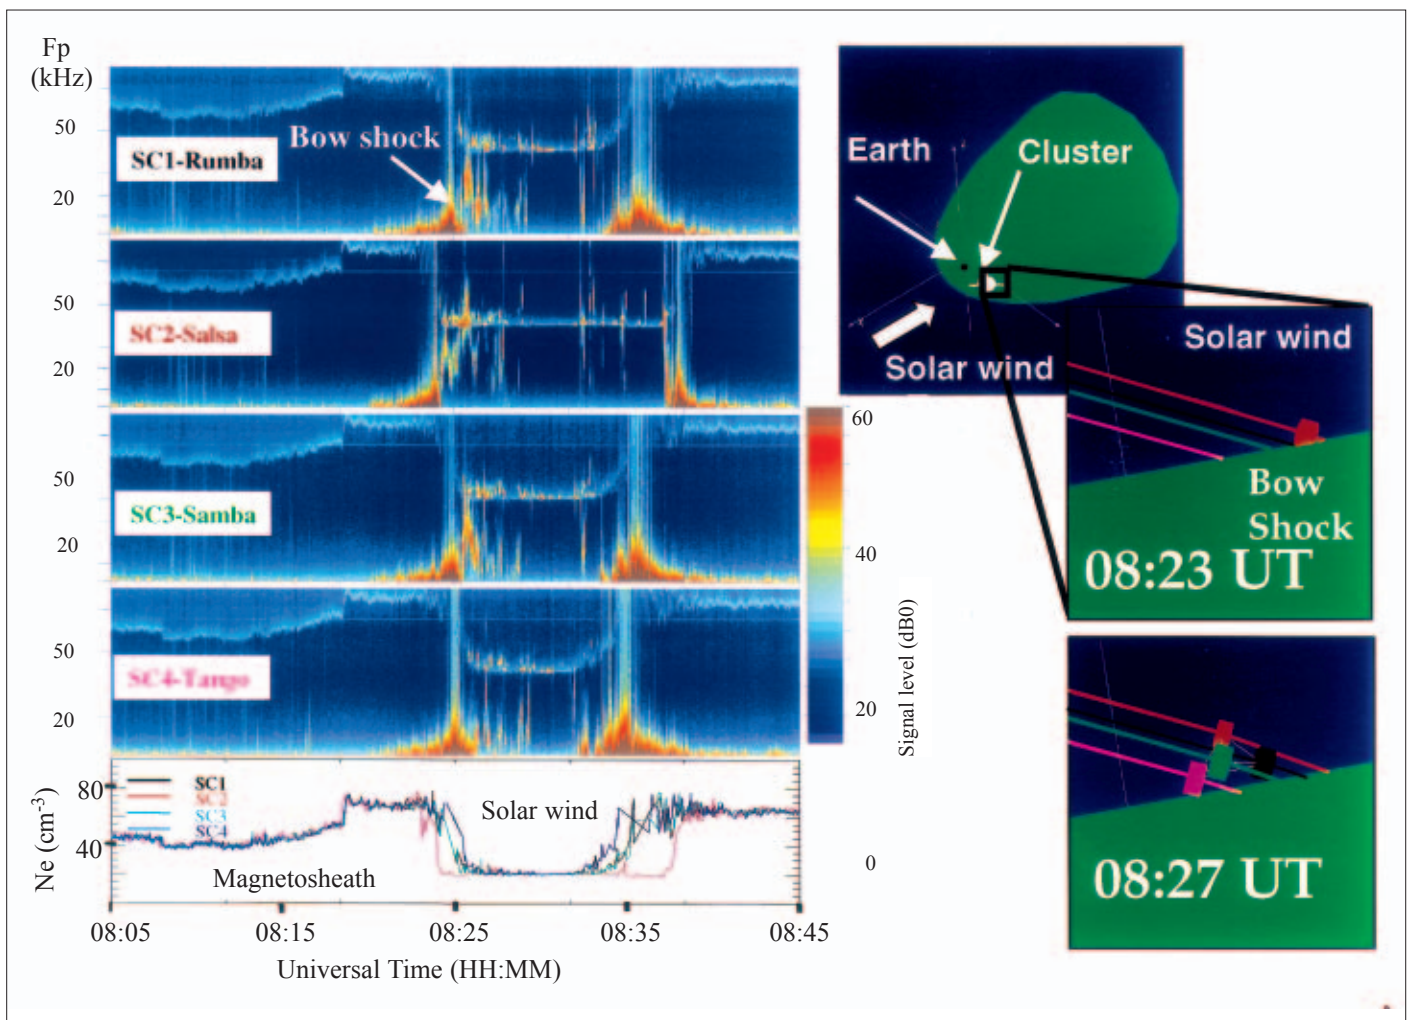 Fp
(kHz)
50
SC1-Rumba
Bow shock
20
50
SC2-Salsa
20
50
SC3-Samba
20
50
SC4-Tango
20
80
40
Ne (cm-3)
SC1
SC2
SC3
SC4
Solar wind
Magnetosheath
08:05
08:15
08:25
08:35
08:45
Universal Time (HH:MM)
60
40
20
0
Signal level (dB0)
Earth
Cluster
Solar wind
Solar wind
Bow
Shock
08:23 UT
08:27 UT